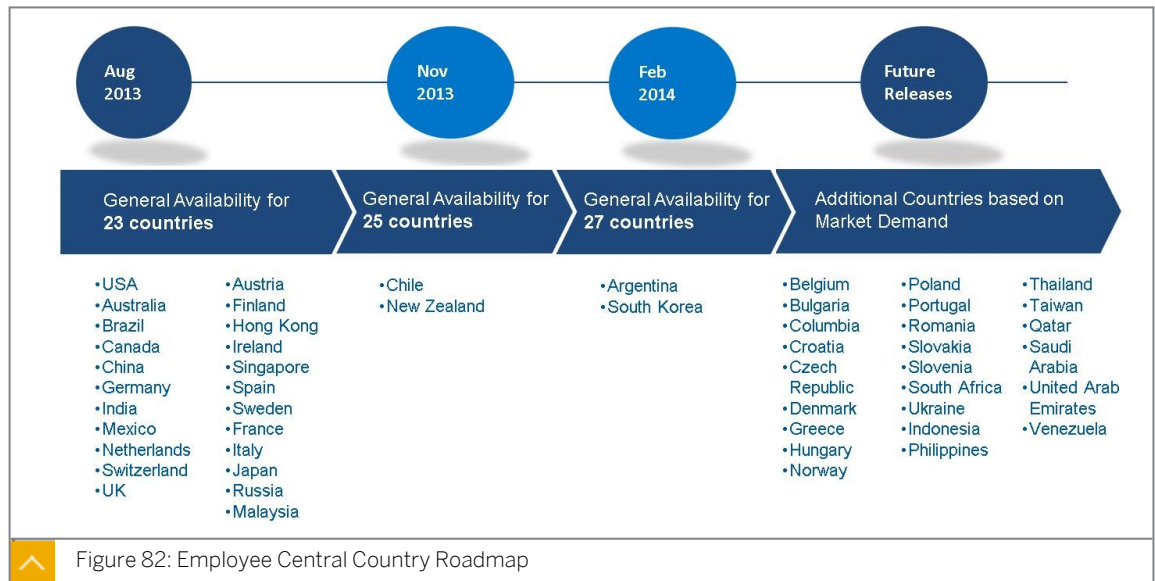 Aug
2013
Nov
2013
Feb
2014
Future
Releases
General Availability for
23 countries
General Availability for
25 countries
General Availability for
27 countries
Additional Countries based on
Market Demand
•USA
•Australia
•Brazil
•Canada
•China
•Germany
•India
•Mexico
•Netherlands
•Switzerland
•UK
•Austria
•Finland
•Hong Kong
•Ireland
•Singapore
•Spain
•Sweden
•France
•Italy
•Japan
•Russia
•Malaysia
•Chile
•New Zealand
•Argentina
•South Korea
•Belgium
•Bulgaria
•Columbia
•Croatia
•Czech
Republic
•Denmark
•Greece
•Hungary
•Norway
•Poland
•Portugal
•Romania
•Slovakia
•Slovenia
•South Africa
•Ukraine
•Indonesia
•Philippines
•Thailand
•Taiwan
•Qatar
•Saudi
Arabia
•United Arab
Emirates
•Venezuela
Figure 82: Employee Central Country Roadmap